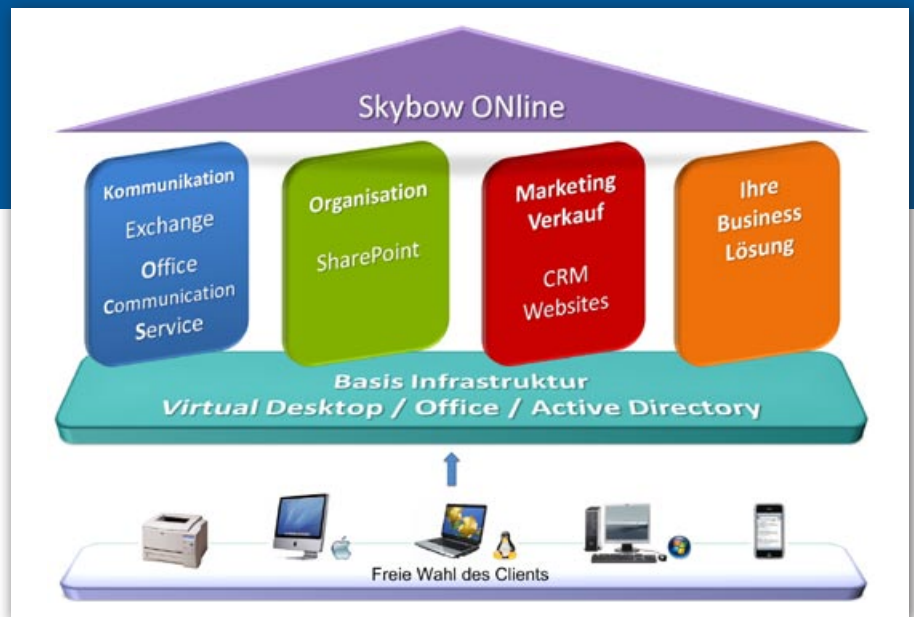 Skybow ONline
Kommunikation
Exchange
Office
Communication
Service
Organisation
SharePoint
Marketing
Verkauf
CRM
Websites
Ihre
Business
Lösung
Basis Infrastruktur
Virtual Desktop / Office / Active Directory
Freie Wahl des Clients